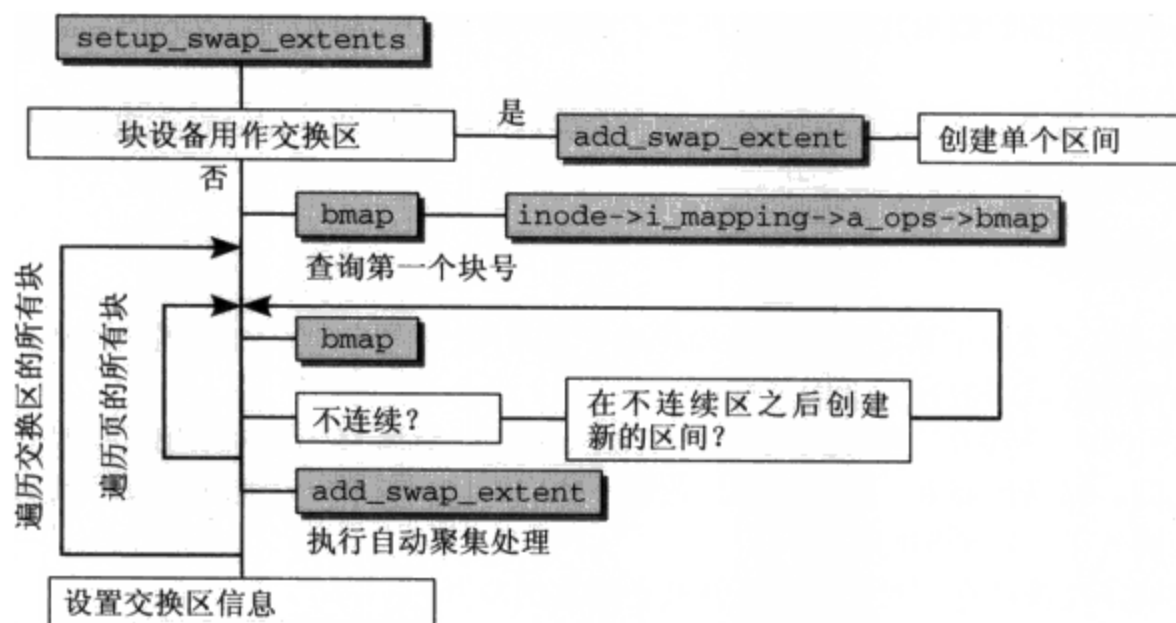 setup_swap_extents
块设备用作交换区
是
add_swap_extent
创建单个区间
否
bmap
inode->i_mapping->a_ops->bmap
查询第一个块号
遍历交换区的所有块
遍历页的所有块
bmap
不连续？
在不连续区之后创建
新的区间？
add_swap_extent
执行自动聚集处理
设置交换区信息